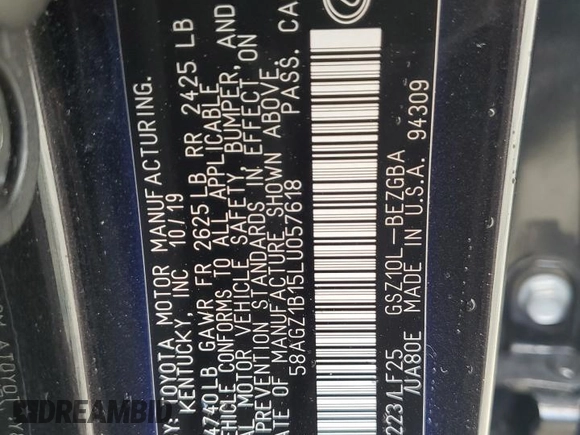 Y: TOYOTA MOTOR MANUFACTURING.
KENTUCKY, INC 10/19
4740LB GAWR FR 2625LB RR 2425 LB
VEHICLE CONFORMS TO ALL APPLICABLE
MOTOR VEHICLE SAFETY, BUMPER, AND
PREVENTION STANDARDS IN EFFECT ON
OF MANUFACTURE SHOWN ABOVE.
58AGZ1B15LU057618 PASS. CA
223/LF25 GSZ10L-BEZGBA
/UA80E MADE IN U.S.A. 94309
DREAMBID